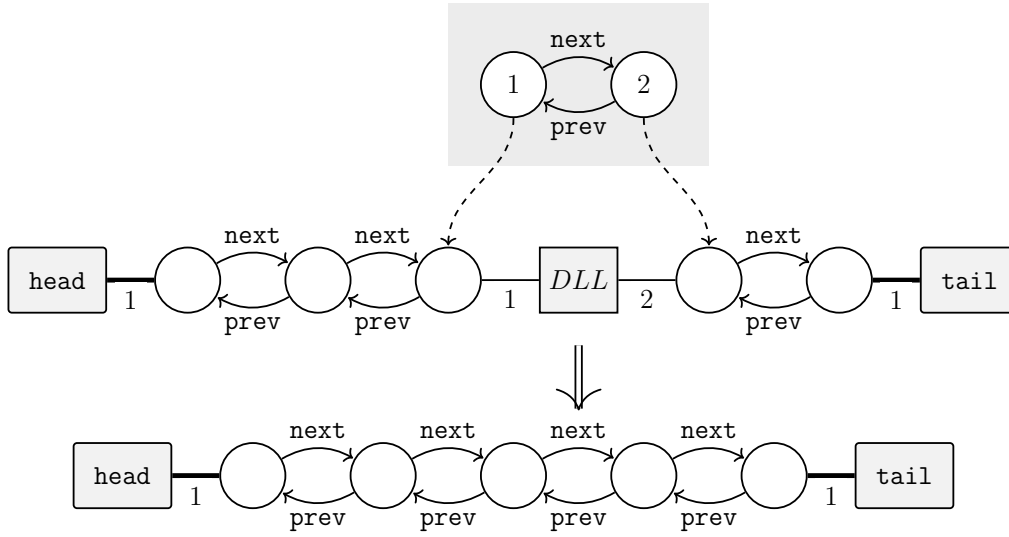 next
1 2
prev
next next next
head 1 1 DLL 2 1 tail
prev prev prev
next next next next
head 1 1 tail
prev prev prev prev